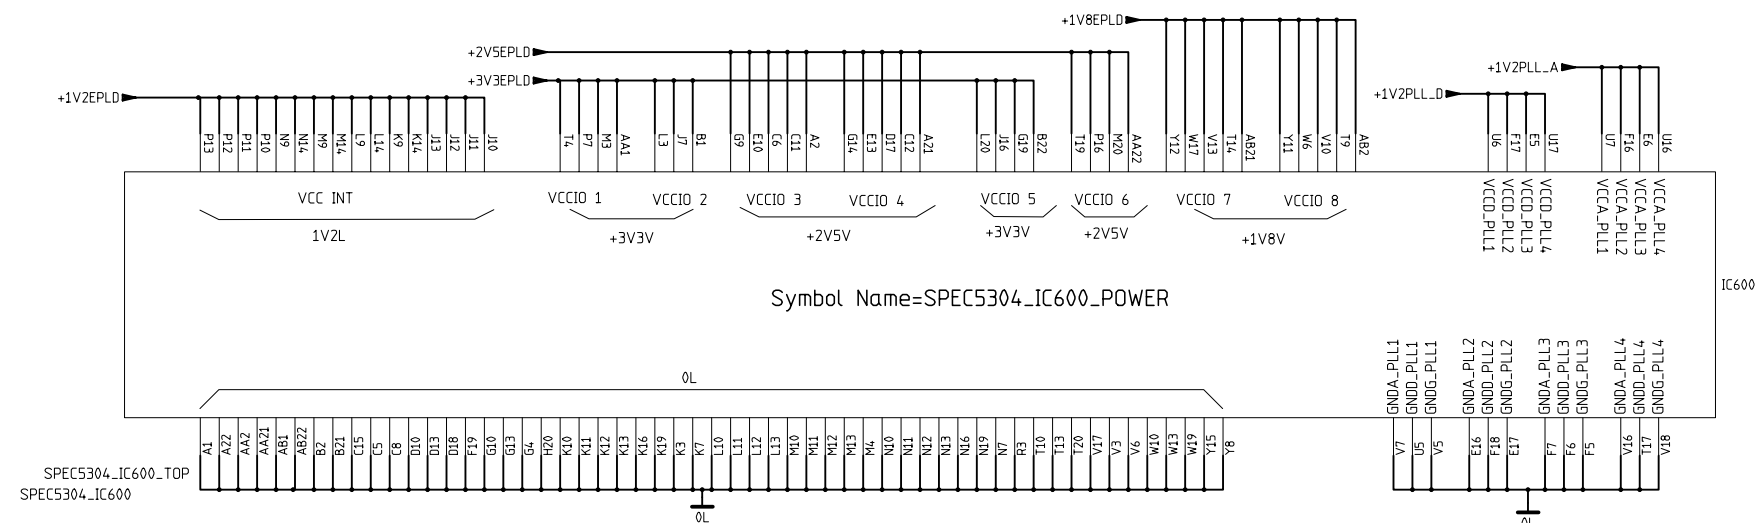 +1V8EPLD
+2V5EPLD
+3V3EPLD
+1V2PLL_A
+1V2EPLD
+1V2PLL_D
P13 P12 P11 P10 N9 N14 M9 M14 L9 L14 K9 K14 J13 J12 J11 J10
T4 P7 M3 AA1 L3 J7 B1
G9 E10 C6 C11 A2 G14 E13 D17 C12 A21
L20 J16 G19 B22 T19 P16 M20 AA22
Y12 W17 V13 T14 AB21 Y11 W6 V10 T9 AB2
U6 F17 E5 U17 U7 F16 E6 U16
VCC INT VCCIO 1 VCCIO 2 VCCIO 3 VCCIO 4 VCCIO 5 VCCIO 6 VCCIO 7 VCCIO 8
VCCD_PLL1 VCCD_PLL2 VCCD_PLL3 VCCD_PLL4 VCCA_PLL1 VCCA_PLL2 VCCA_PLL3 VCCA_PLL4
1V2L +3V3V +2V5V +3V3V +2V5V +1V8V
Symbol Name=SPEC5304_IC600_POWER
IC600
0L
GNDA_PLL1 GNDD_PLL1 GNDG_PLL1 GNDA_PLL2 GNDD_PLL2 GNDG_PLL2 GNDA_PLL3 GNDD_PLL3 GNDG_PLL3 GNDA_PLL4 GNDD_PLL4 GNDG_PLL4
A1 A22 AA2 AA21 AB1 AB22 B2 B21 C15 C5 C8 D10 D13 D18 F19 G10 G13 G4 H20 K10 K11 K12 K13 K16 K19 K3 K7 L10 L11 L12 L13 M10 M11 M12 M13 M4 N10 N11 N12 N13 N16 N19 N7 R3 T10 T13 T20 V17 V3 V6 W10 W13 W19 Y15 Y8
V7 U5 V5 E16 F18 E17 F7 F6 F5 V16 T17 V18
SPEC5304_IC600_TOP
SPEC5304_IC600
0L
0L